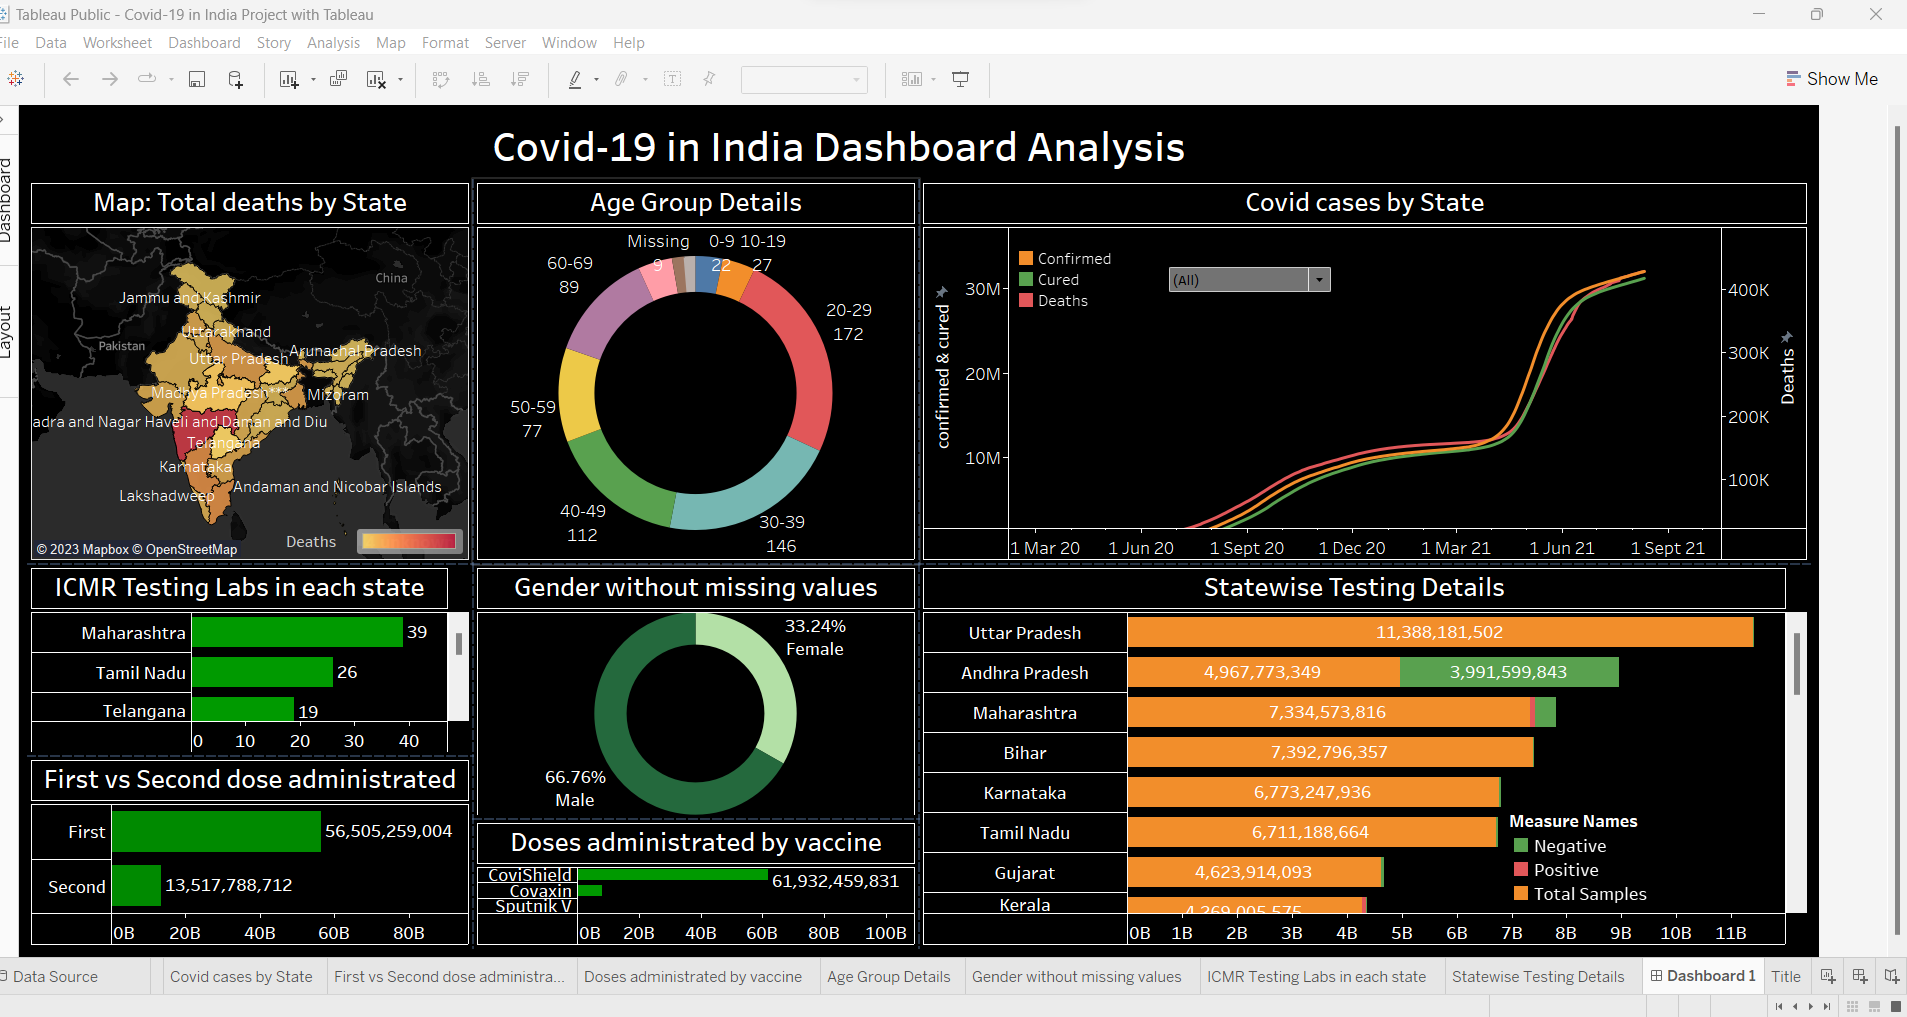 Tableau Public - Covid-19 in India Project with Tableau
File Data Worksheet Dashboard Story Analysis Map Format Server Window Help
Show Me
Dashboard
Layout
Covid-19 in India Dashboard Analysis
Map: Total deaths by State
China
Jammu and Kashmir
Uttarakhand
Pakistan
Arunachal Pradesh
Uttar Pradesh
Madhya Pradesh***
Mizoram
adra and Nagar Haveli and Daman and Diu
Telangana
Karnataka
Andaman and Nicobar Islands
Lakshadweep
Deaths
© 2023 Mapbox © OpenStreetMap
Age Group Details
Missing
9
0-9
22
10-19
27
60-69
89
20-29
172
50-59
77
40-49
112
30-39
146
Covid cases by State
Confirmed
Cured
Deaths
(All)
confirmed & cured
30M
20M
10M
400K
300K
200K
100K
Deaths
1 Mar 20 1 Jun 20 1 Sept 20 1 Dec 20 1 Mar 21 1 Jun 21 1 Sept 21
ICMR Testing Labs in each state
Maharashtra 39
Tamil Nadu 26
Telangana 19
0 10 20 30 40
First vs Second dose administrated
First 56,505,259,004
Second 13,517,788,712
0B 20B 40B 60B 80B
Gender without missing values
33.24%
Female
66.76%
Male
Doses administrated by vaccine
CoviShield 61,932,459,831
Covaxin
Sputnik V
0B 20B 40B 60B 80B 100B
Statewise Testing Details
Uttar Pradesh 11,388,181,502
Andhra Pradesh 4,967,773,349 3,991,599,843
Maharashtra 7,334,573,816
Bihar 7,392,796,357
Karnataka 6,773,247,936
Tamil Nadu 6,711,188,664
Gujarat 4,623,914,093
Kerala 4,269,005,575
Measure Names
Negative
Positive
Total Samples
0B 1B 2B 3B 4B 5B 6B 7B 8B 9B 10B 11B
Data Source Covid cases by State First vs Second dose administra... Doses administrated by vaccine Age Group Details Gender without missing values ICMR Testing Labs in each state Statewise Testing Details Dashboard 1 Title